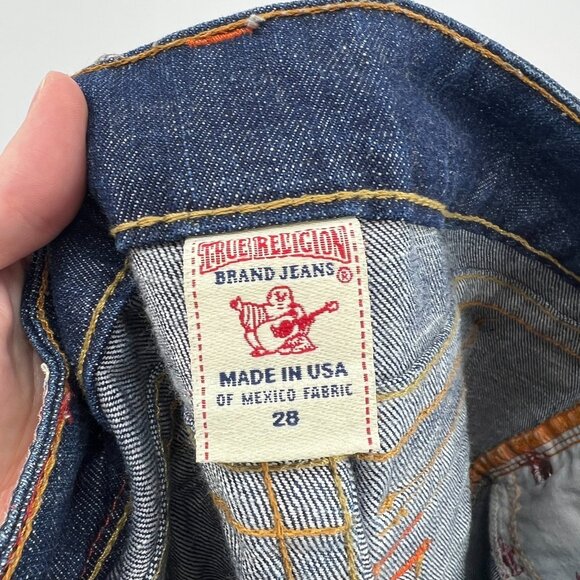 TRUE RELIGION
BRAND JEANS®
MADE IN USA
OF MEXICO FABRIC
28